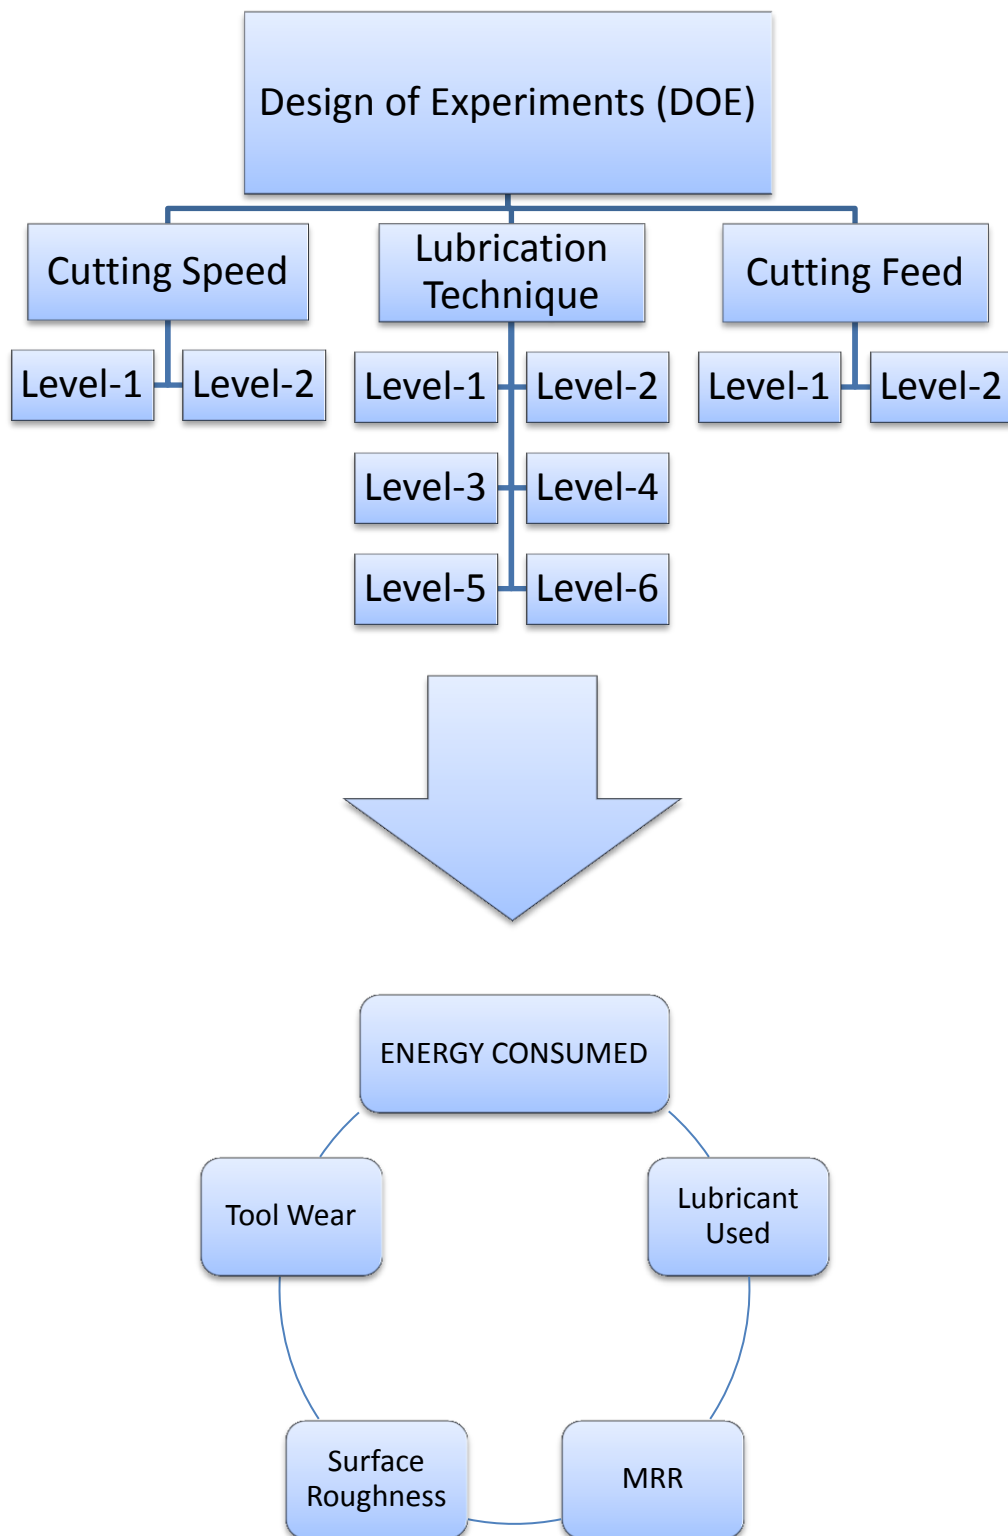 Design of Experiments (DOE)
Cutting Speed
Lubrication
Technique
Cutting Feed
Level-1
Level-2
Level-1
Level-2
Level-1
Level-2
Level-3
Level-4
Level-5
Level-6
ENERGY CONSUMED
Tool Wear
Lubricant
Used
Surface
Roughness
MRR